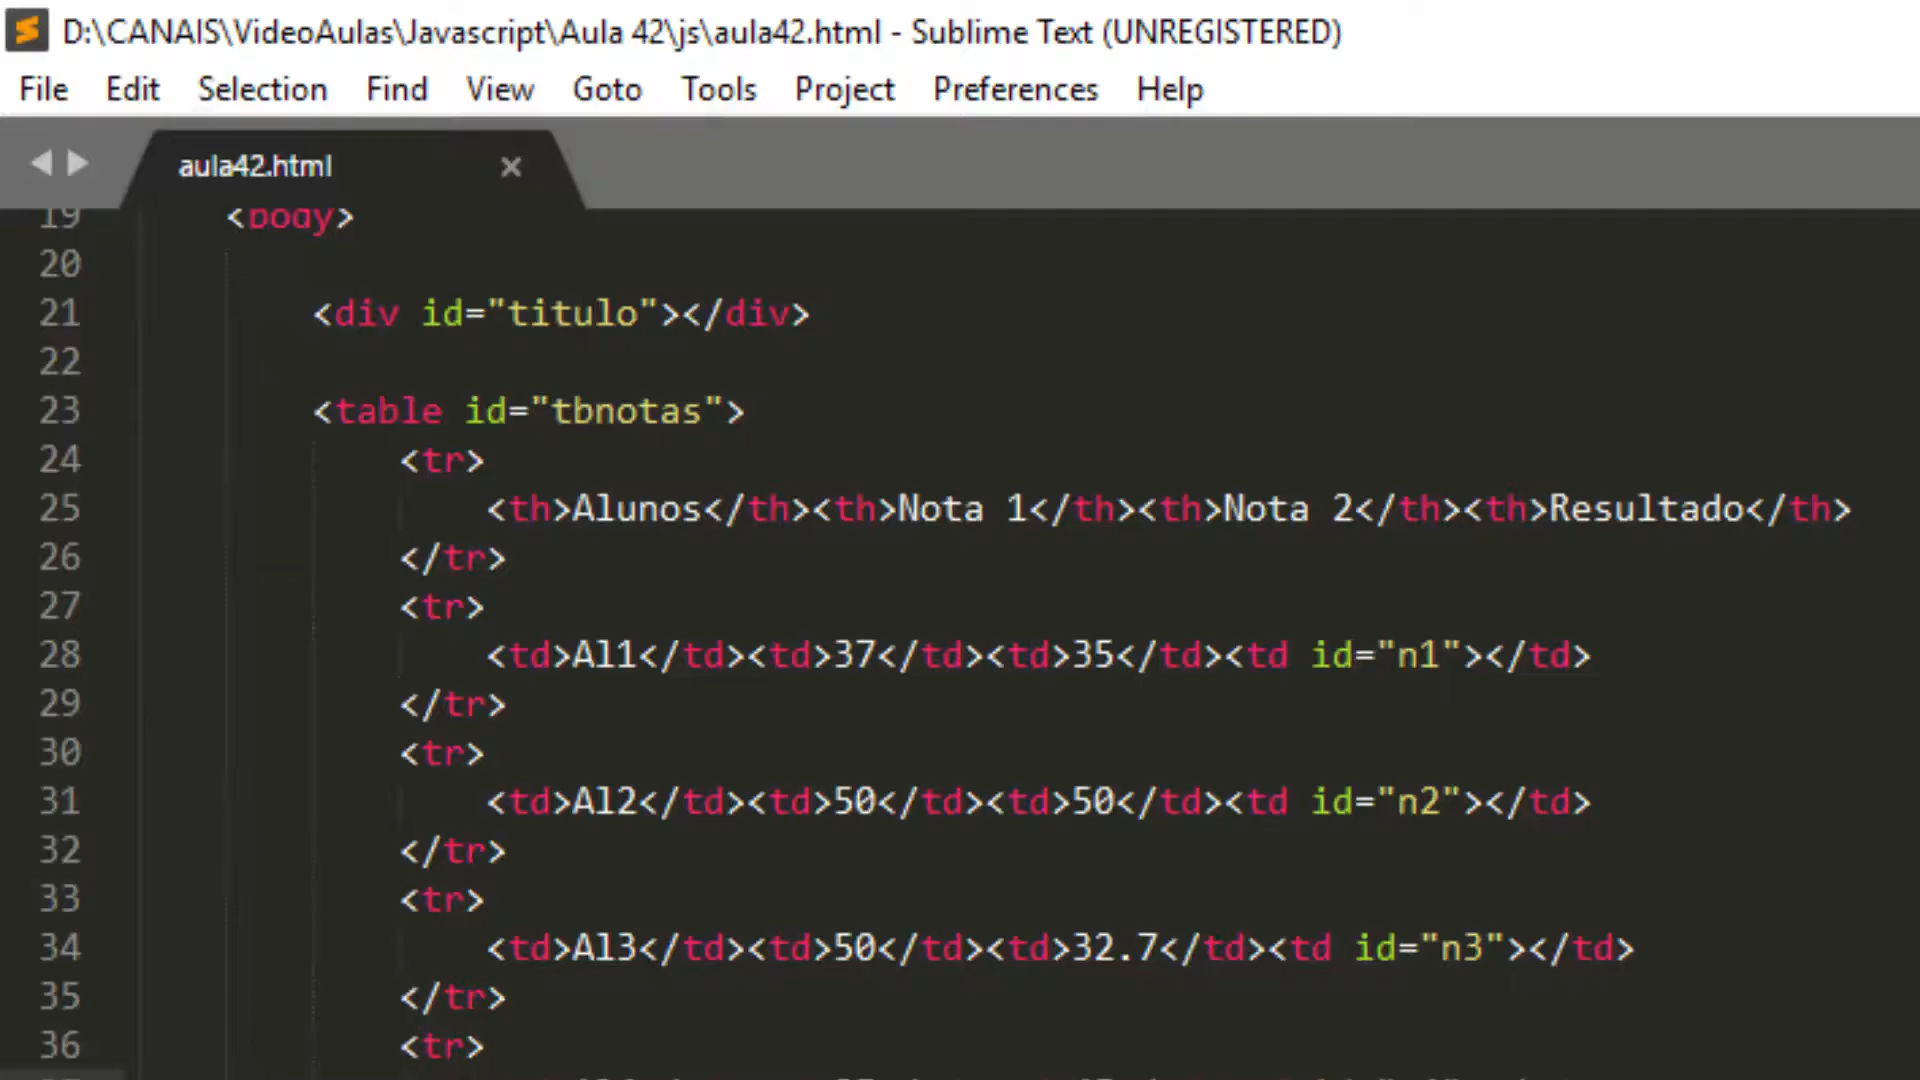 D:\CANAIS\VideoAulas\Javascript\Aula 42\js\aula42.html - Sublime Text (UNREGISTERED)
File Edit Selection Find View Goto Tools Project Preferences Help
aula42.html ×
19 <body>
20
21 <div id="titulo"></div>
22
23 <table id="tbnotas">
24 <tr>
25 <th>Alunos</th><th>Nota 1</th><th>Nota 2</th><th>Resultado</th>
26 </tr>
27 <tr>
28 <td>Al1</td><td>37</td><td>35</td><td id="n1"></td>
29 </tr>
30 <tr>
31 <td>Al2</td><td>50</td><td>50</td><td id="n2"></td>
32 </tr>
33 <tr>
34 <td>Al3</td><td>50</td><td>32.7</td><td id="n3"></td>
35 </tr>
36 <tr>